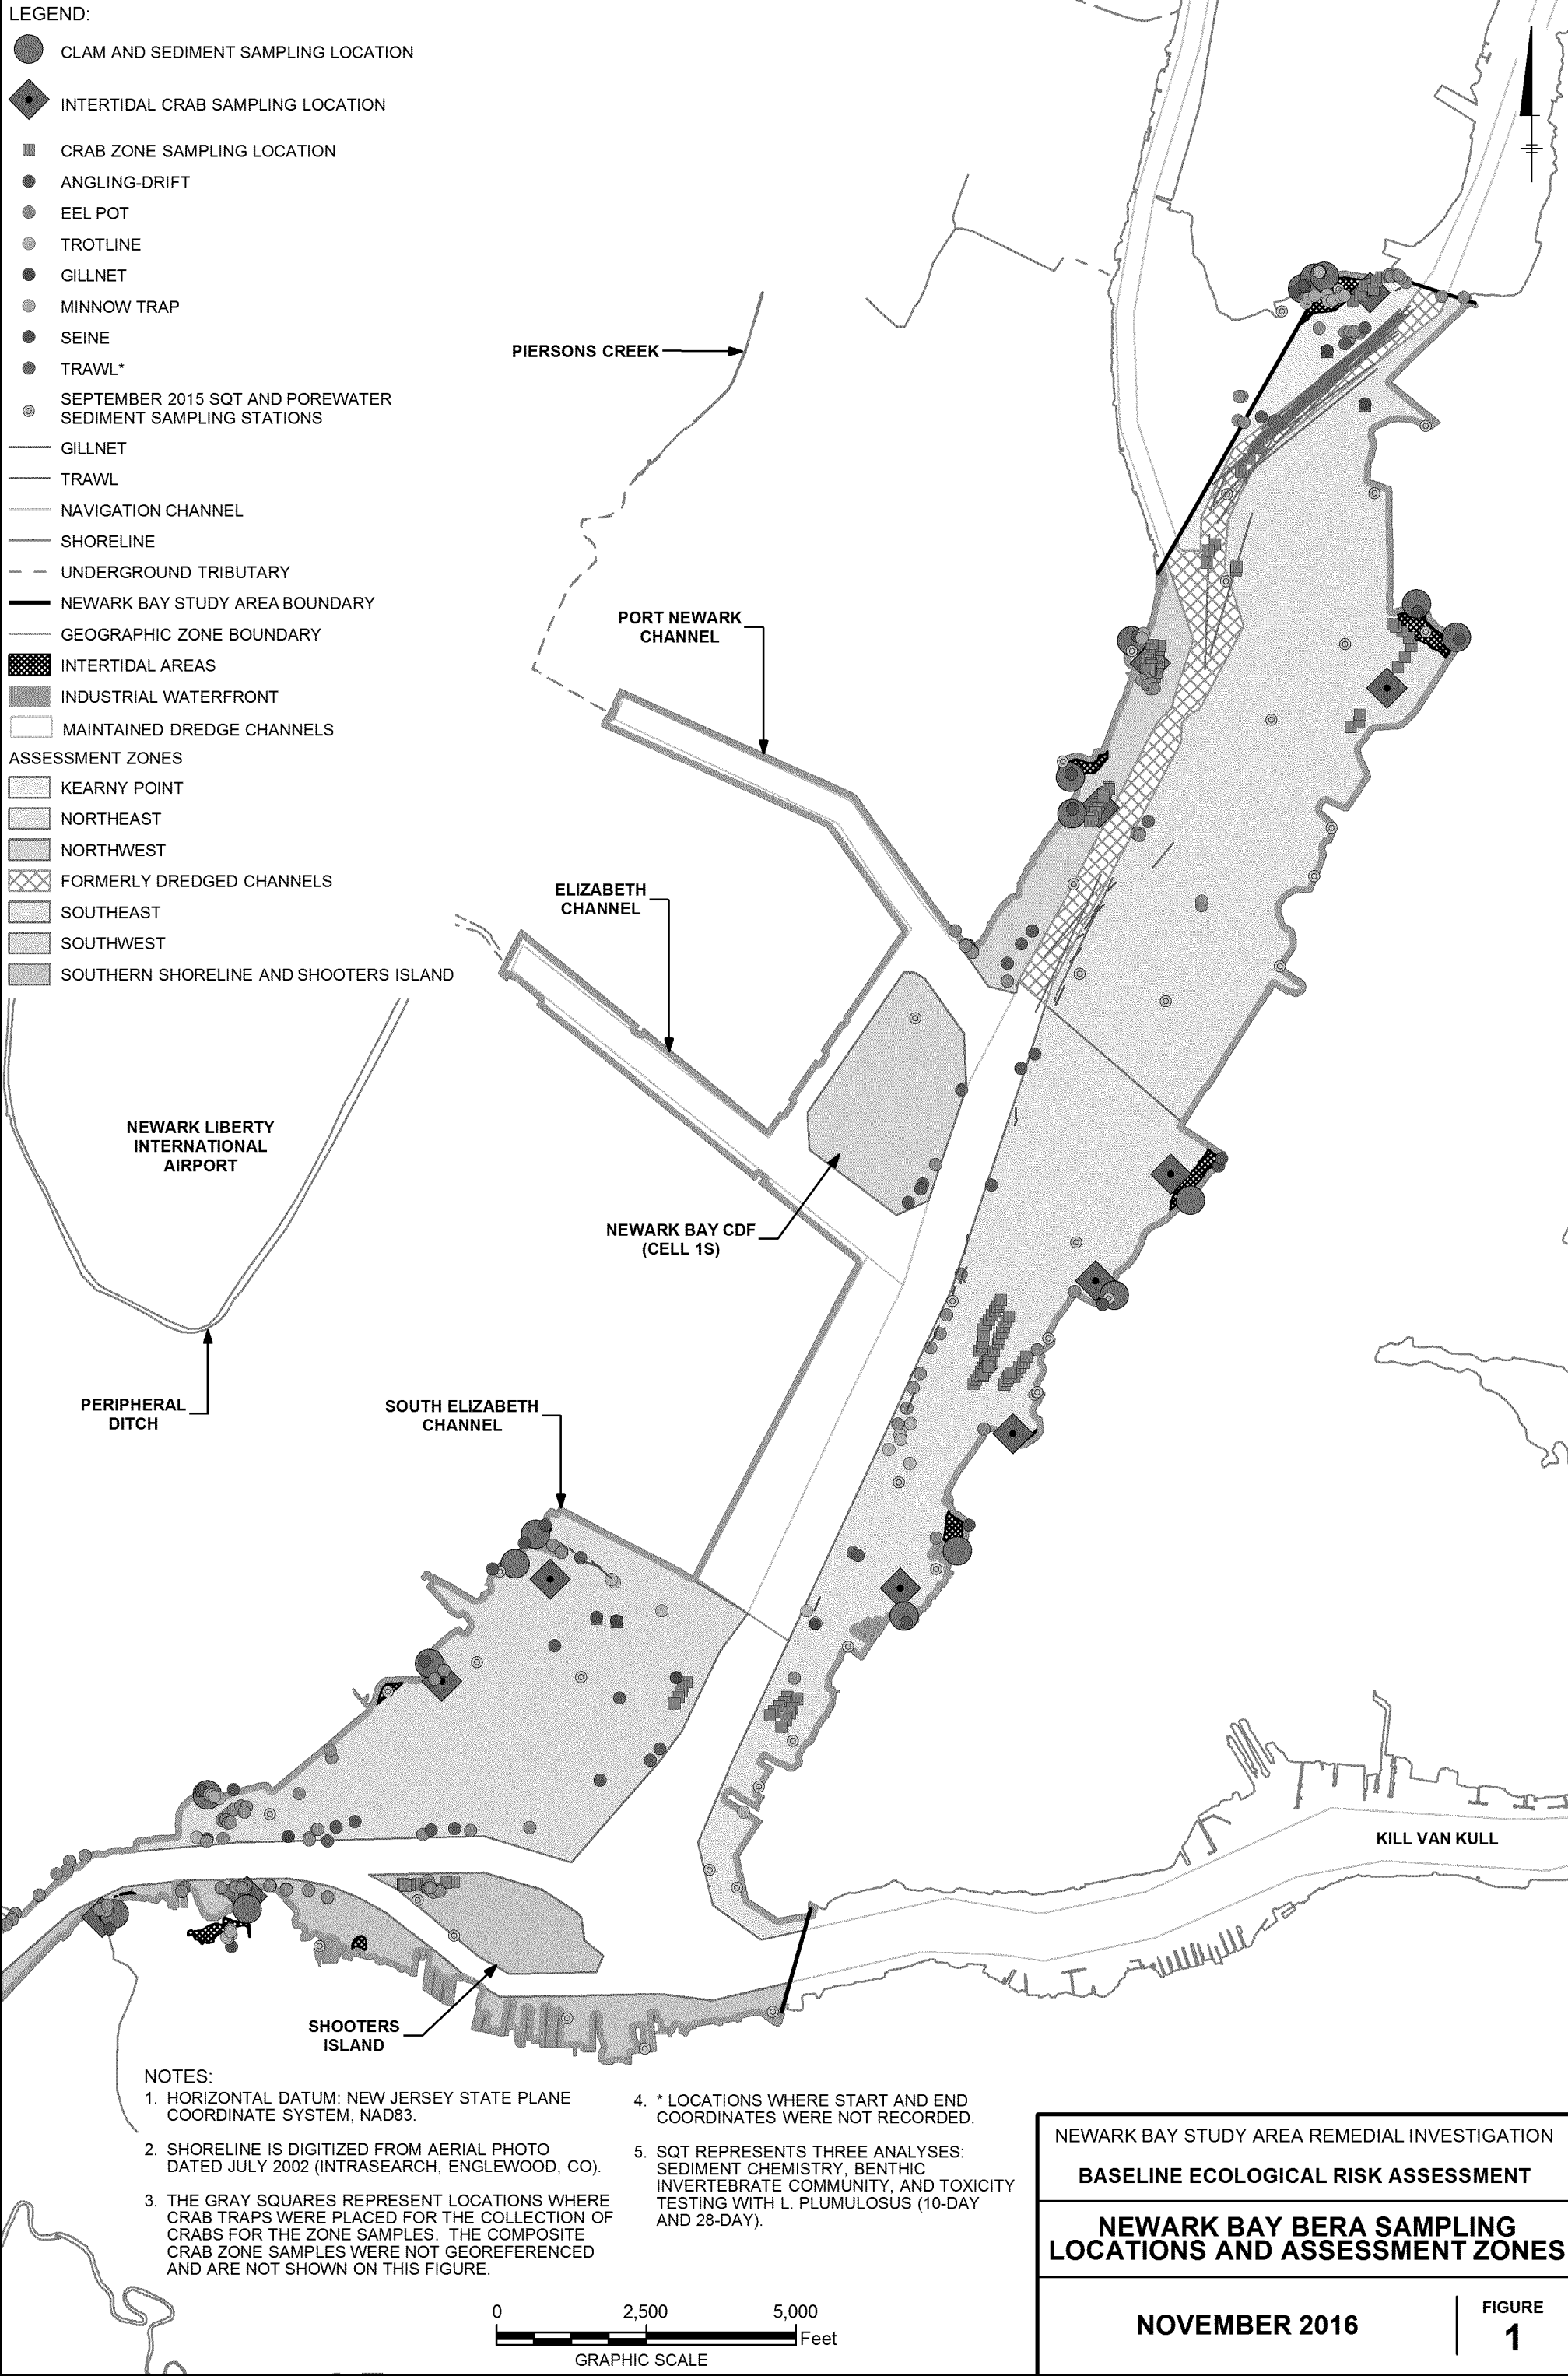 LEGEND:
CLAM AND SEDIMENT SAMPLING LOCATION
INTERTIDAL CRAB SAMPLING LOCATION
CRAB ZONE SAMPLING LOCATION
ANGLING-DRIFT
EEL POT
TROTLINE
GILLNET
MINNOW TRAP
SEINE
TRAWL*
SEPTEMBER 2015 SQT AND POREWATER
SEDIMENT SAMPLING STATIONS
GILLNET
TRAWL
NAVIGATION CHANNEL
SHORELINE
UNDERGROUND TRIBUTARY
NEWARK BAY STUDY AREA BOUNDARY
GEOGRAPHIC ZONE BOUNDARY
INTERTIDAL AREAS
INDUSTRIAL WATERFRONT
MAINTAINED DREDGE CHANNELS
ASSESSMENT ZONES
KEARNY POINT
NORTHEAST
NORTHWEST
FORMERLY DREDGED CHANNELS
SOUTHEAST
SOUTHWEST
SOUTHERN SHORELINE AND SHOOTERS ISLAND
PIERSONS CREEK
PORT NEWARK
CHANNEL
ELIZABETH
CHANNEL
NEWARK LIBERTY
INTERNATIONAL
AIRPORT
NEWARK BAY CDF
(CELL 1S)
PERIPHERAL
DITCH
SOUTH ELIZABETH
CHANNEL
KILL VAN KULL
SHOOTERS
ISLAND
NOTES:
1. HORIZONTAL DATUM: NEW JERSEY STATE PLANE
COORDINATE SYSTEM, NAD83.
2. SHORELINE IS DIGITIZED FROM AERIAL PHOTO
DATED JULY 2002 (INTRASEARCH, ENGLEWOOD, CO).
3. THE GRAY SQUARES REPRESENT LOCATIONS WHERE
CRAB TRAPS WERE PLACED FOR THE COLLECTION OF
CRABS FOR THE ZONE SAMPLES. THE COMPOSITE
CRAB ZONE SAMPLES WERE NOT GEOREFERENCED
AND ARE NOT SHOWN ON THIS FIGURE.
4. * LOCATIONS WHERE START AND END
COORDINATES WERE NOT RECORDED.
5. SQT REPRESENTS THREE ANALYSES:
SEDIMENT CHEMISTRY, BENTHIC
INVERTEBRATE COMMUNITY, AND TOXICITY
TESTING WITH L. PLUMULOSUS (10-DAY
AND 28-DAY).
0 2,500 5,000
Feet
GRAPHIC SCALE
NEWARK BAY STUDY AREA REMEDIAL INVESTIGATION
BASELINE ECOLOGICAL RISK ASSESSMENT
NEWARK BAY BERA SAMPLING
LOCATIONS AND ASSESSMENT ZONES
NOVEMBER 2016
FIGURE
1